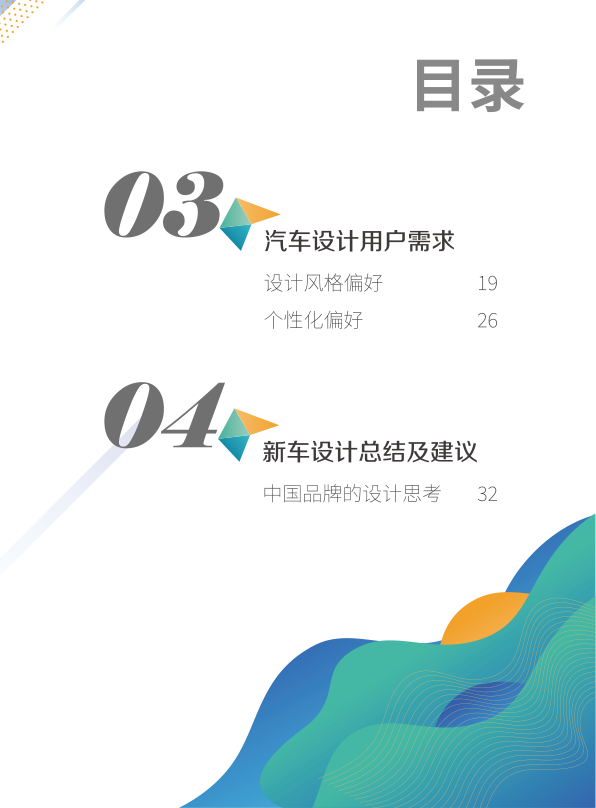 目录
03
汽车设计用户需求
设计风格偏好 19
个性化偏好 26
04
新车设计总结及建议
中国品牌的设计思考 32